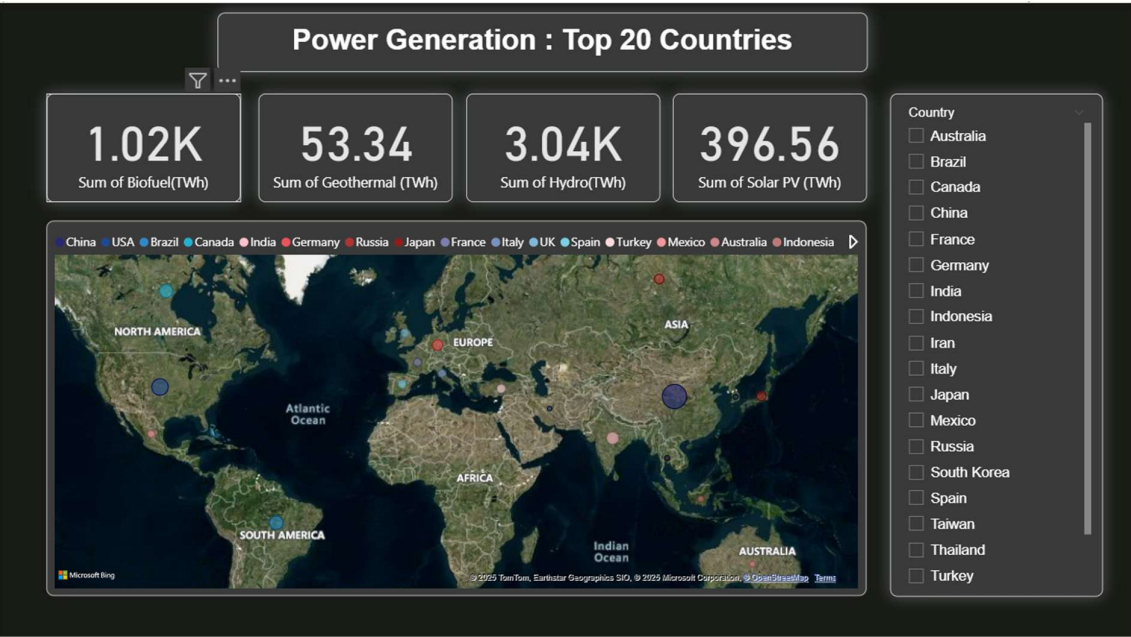 Power Generation : Top 20 Countries
1.02K
Sum of Biofuel(TWh)
53.34
Sum of Geothermal (TWh)
3.04K
Sum of Hydro(TWh)
396.56
Sum of Solar PV (TWh)
China USA Brazil Canada India Germany Russia Japan France Italy UK Spain Turkey Mexico Australia Indonesia
NORTH AMERICA
EUROPE
ASIA
Atlantic
Ocean
AFRICA
SOUTH AMERICA
Indian
Ocean
AUSTRALIA
Microsoft Bing
© 2025 TomTom, Earthstar Geographics SIO, © 2025 Microsoft Corporation, © OpenStreetMap Terms
Country
Australia
Brazil
Canada
China
France
Germany
India
Indonesia
Iran
Italy
Japan
Mexico
Russia
South Korea
Spain
Taiwan
Thailand
Turkey